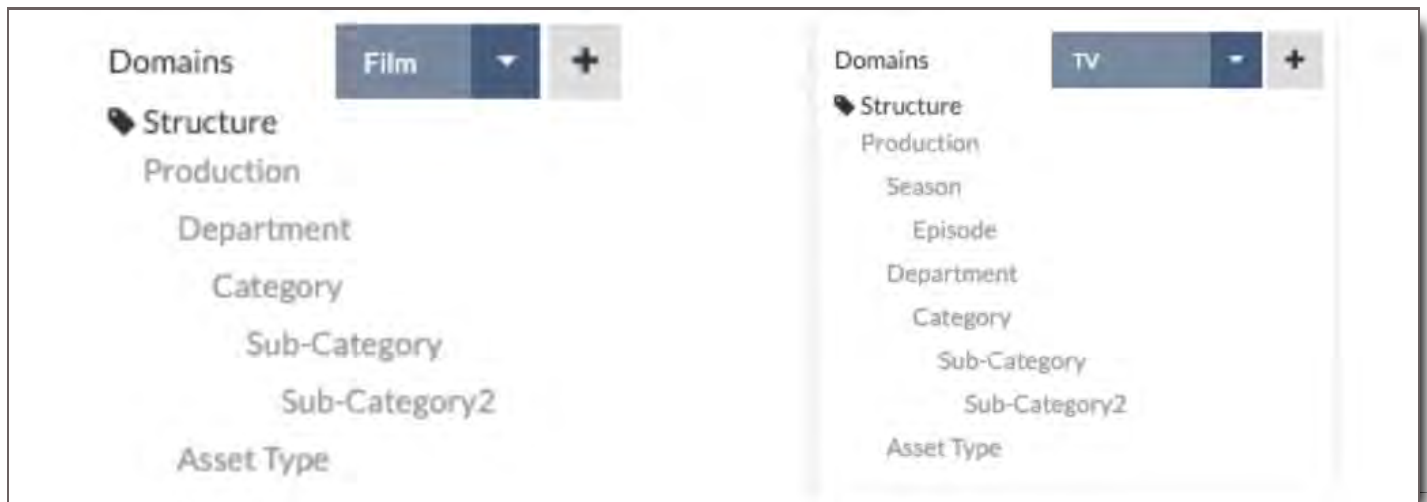 Domains Film +
Structure
Production
Department
Category
Sub-Category
Sub-Category2
Asset Type
Domains TV +
Structure
Production
Season
Episode
Department
Category
Sub-Category
Sub-Category2
Asset Type